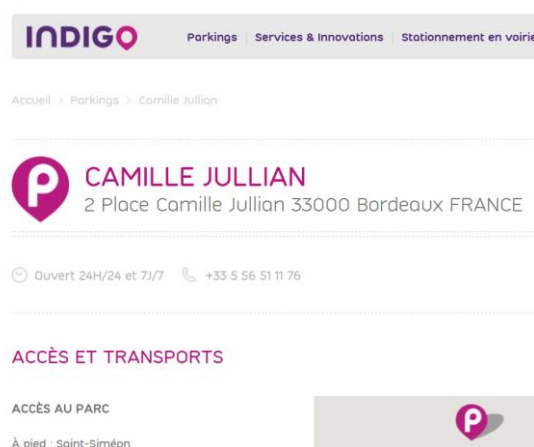 INDIGO
Parkings Services & Innovations Stationnement en voirie
Accueil > Parkings > Camille Jullian
P CAMILLE JULLIAN
2 Place Camille Jullian 33000 Bordeaux FRANCE
Ouvert 24H/24 et 7J/7 +33 5 56 51 11 76
ACCÈS ET TRANSPORTS
ACCÈS AU PARC
P
À pied : Saint-Siméon